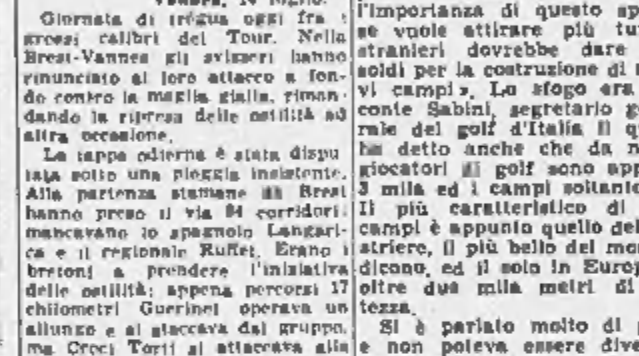 Vannes, 14 luglio.
Giornata di tregua oggi fra i
grossi calibri del Tour. Nella
Brest-Vannes gli svizzeri hanno
rinunciato al loro attacco a fon-
do contro la maglia gialla, riman-
dando la ripresa delle ostilità ad
altra occasione.
La tappa odierna è stata dispu
tata sotto una pioggia insistente.
Alla partenza stamane di Brest
hanno preso il via 84 corridori:
mancavano lo spagnolo Langari-
ca e il regionale Ruffet. Erano i
bretoni a prendere l'iniziativa
delle ostilità; appena percorsi 17
chilometri Guerinel operava un
allungo e si staccava dal gruppo,
ma Croci Torti si attaccava alla
l'importanza di questo sp
se vuole attirare più tu
stranieri dovrebbe dare
soldi per la costruzione di
vi campi». Lo sfogo era
conte Sabini, segretario g
rale del golf d'Italia il q
ha detto anche che da n
giocatori di golf sono app
3 mila ed i campi soltanto
Il più caratteristico di
campi è appunto quello del
striere, il più bello del mo
dicono, ed il solo in Europ
oltre due mila metri di
tezza.
Si è parlato molto di
e non poteva essere dive